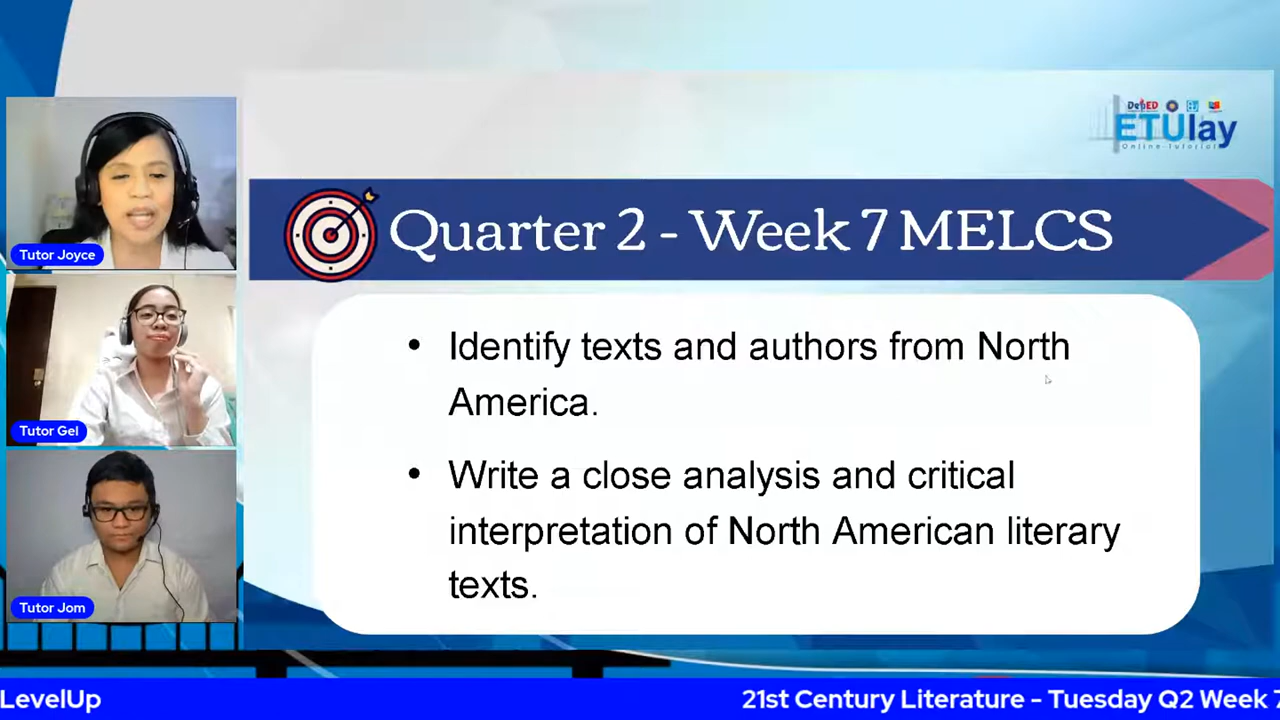 DepED
ETUlay
Online Tutorial
Quarter 2 - Week 7 MELCS
Tutor Joyce
• Identify texts and authors from North
America.
Tutor Gel
• Write a close analysis and critical
interpretation of North American literary
texts.
Tutor Jom
LevelUp
21st Century Literature - Tuesday Q2 Week 7